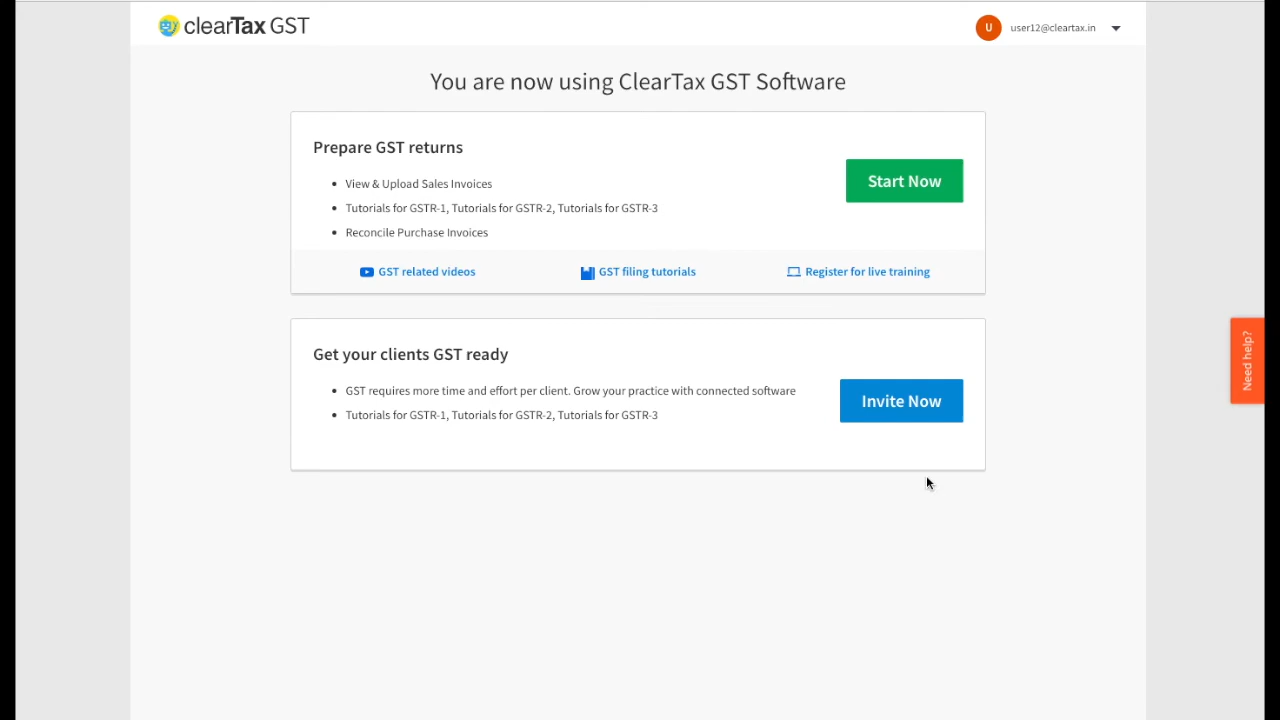 clearTax GST
U user12@cleartax.in
You are now using ClearTax GST Software
Prepare GST returns
View & Upload Sales Invoices
Tutorials for GSTR-1, Tutorials for GSTR-2, Tutorials for GSTR-3
Reconcile Purchase Invoices
Start Now
GST related videos
GST filing tutorials
Register for live training
Get your clients GST ready
GST requires more time and effort per client. Grow your practice with connected software
Tutorials for GSTR-1, Tutorials for GSTR-2, Tutorials for GSTR-3
Invite Now
Need help?